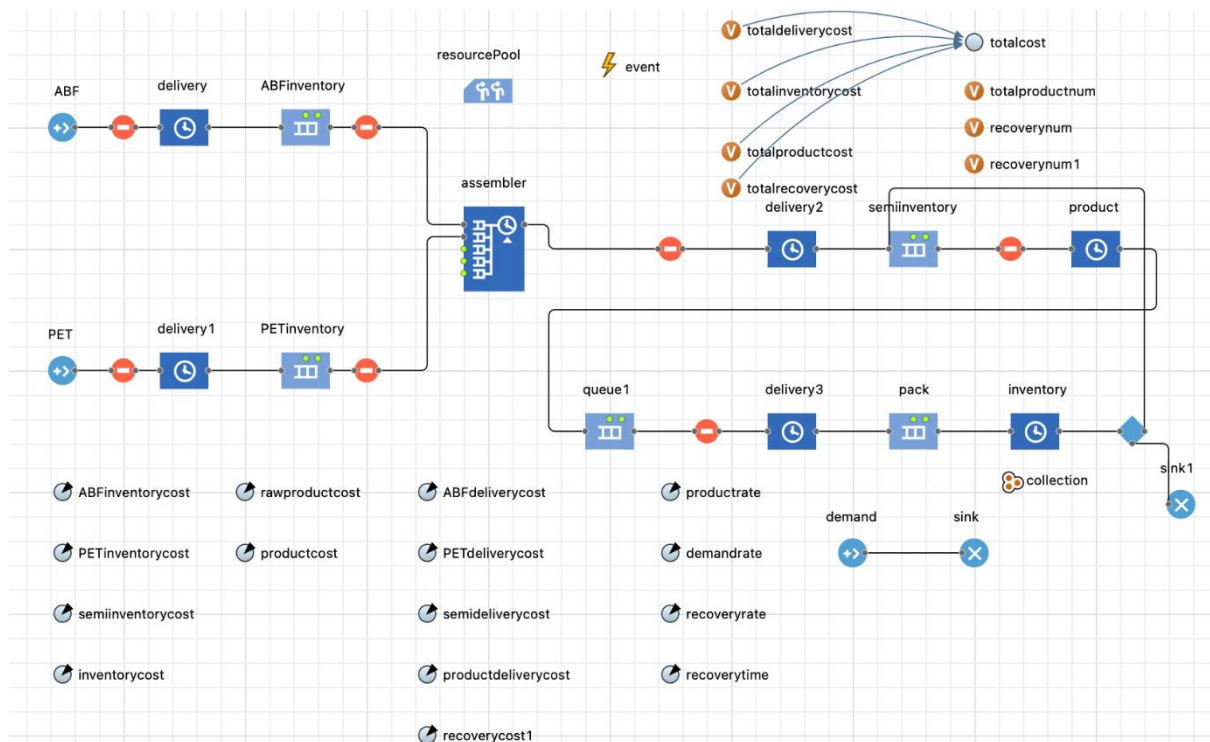 totaldeliverycost
totalcost
resourcePool
event
ABF
delivery
ABFinventory
totalinventorycost
totalproductnum
recoverynum
totalproductcost
recoverynum1
assembler
totalrecoverycost
delivery2
semiinventory
product
PET
delivery1
PETinventory
queue1
delivery3
pack
inventory
sink1
collection
ABFinventorycost
rawproductcost
ABFdeliverycost
productrate
demand
sink
PETinventorycost
productcost
PETdeliverycost
demandrate
semiinventorycost
semideliverycost
recoveryrate
inventorycost
productdeliverycost
recoverytime
recoverycost1